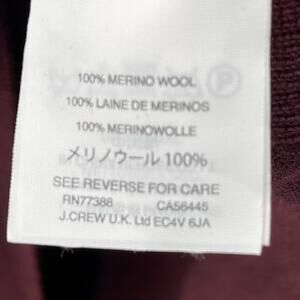 100% MERINO WOOL
100% LAINE DE MERINOS
100% MERINOWOLLE
メリノウール 100%
SEE REVERSE FOR CARE
RN77388 CA56445
J.CREW U.K. Ltd EC4V 6JA